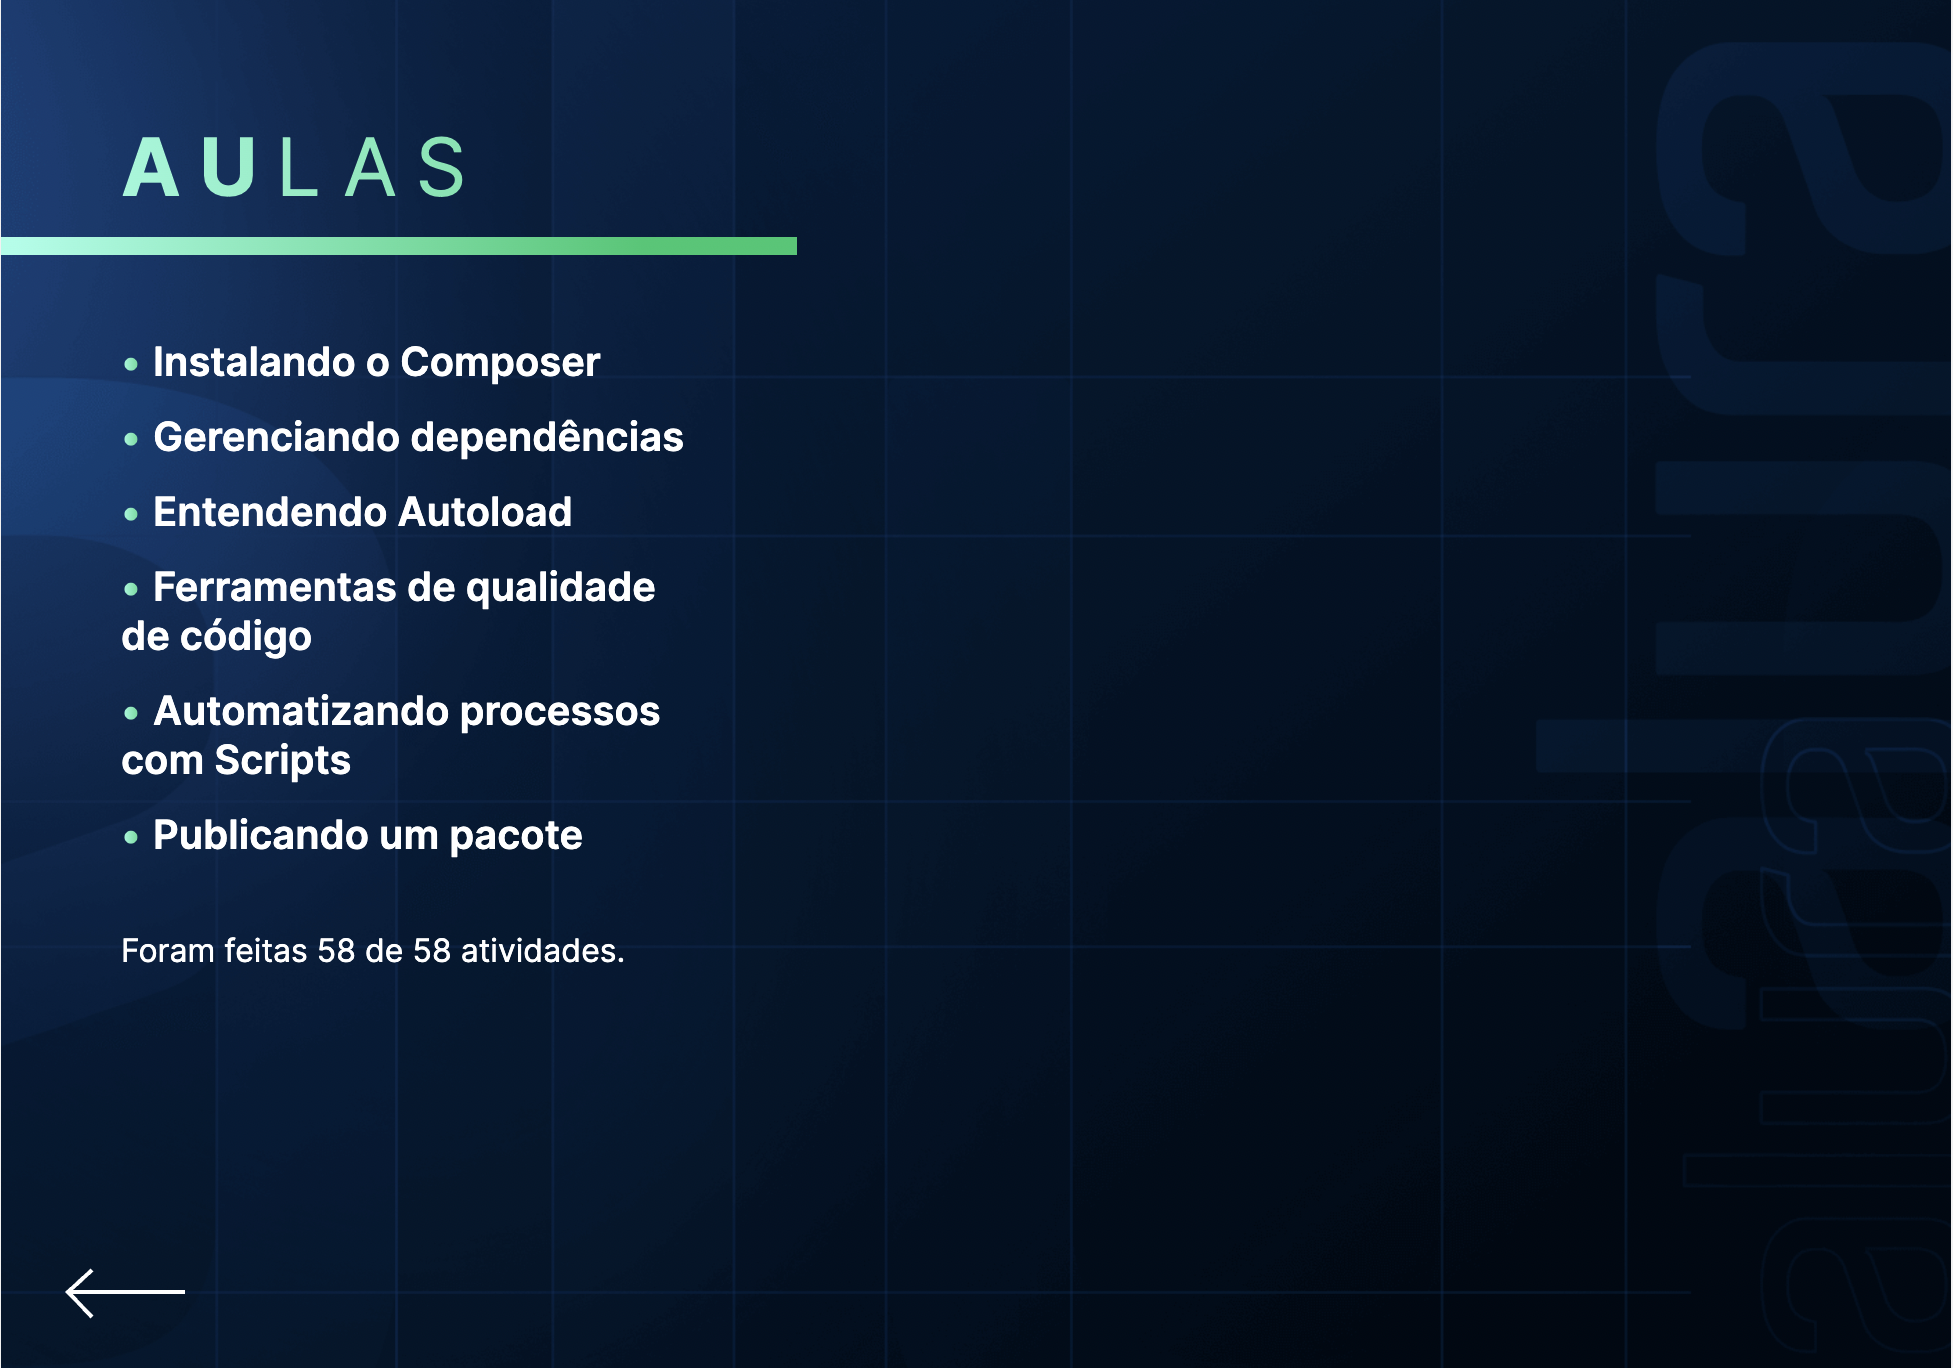 AULAS
• Instalando o Composer
• Gerenciando dependências
• Entendendo Autoload
• Ferramentas de qualidade
de código
• Automatizando processos
com Scripts
• Publicando um pacote
Foram feitas 58 de 58 atividades.
alura
alura